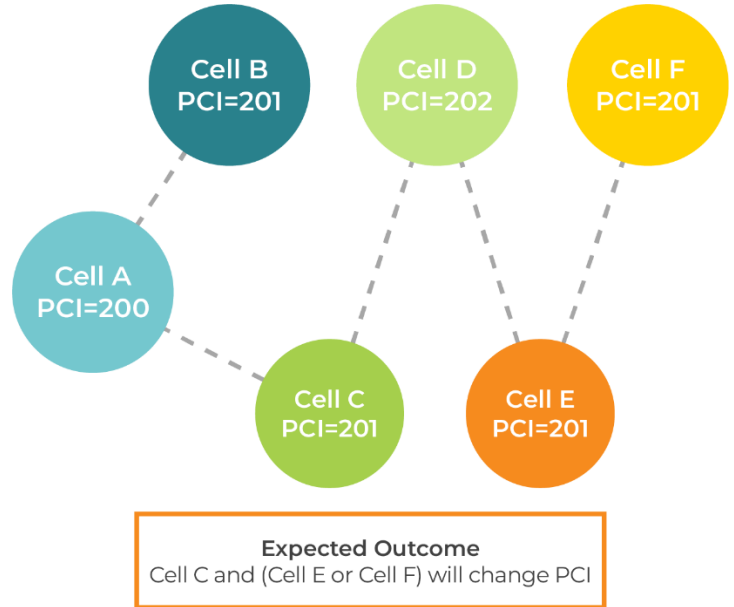 Cell B
PCI=201
Cell D
PCI=202
Cell F
PCI=201
Cell A
PCI=200
Cell C
PCI=201
Cell E
PCI=201
Expected Outcome
Cell C and (Cell E or Cell F) will change PCI